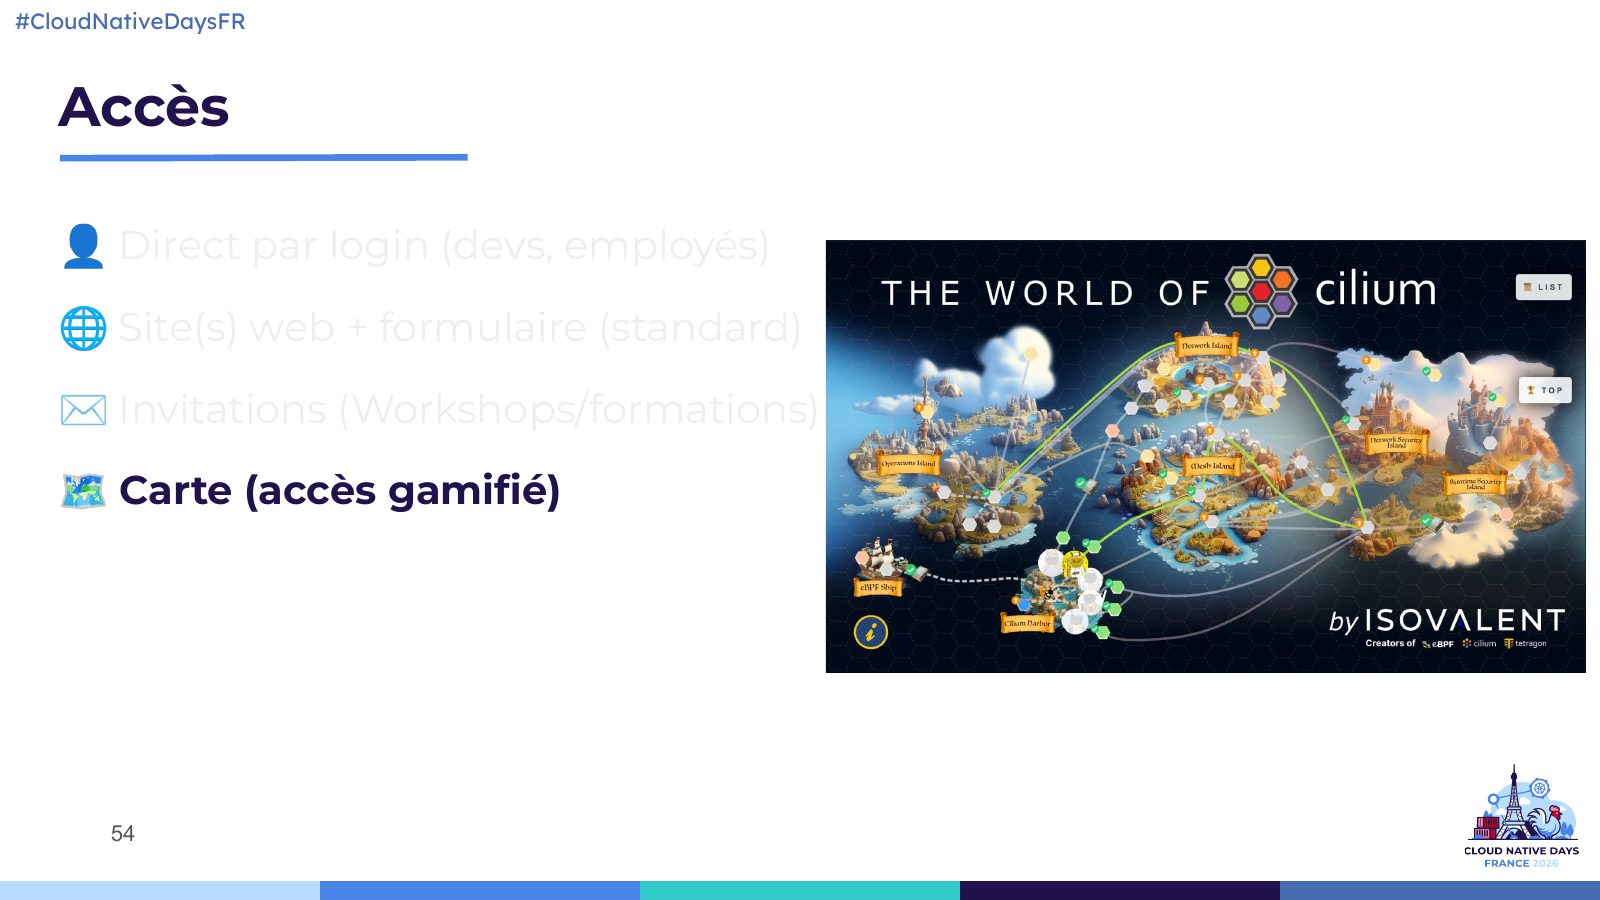 #CloudNativeDaysFR
Accès
👤 Direct par login (devs, employés)
🌐 Site(s) web + formulaire (standard)
✉️ Invitations (Workshops/formations)
🗺️ Carte (accès gamifié)
THE WORLD OF cilium
LIST
TOP
Network Island
Operations Island
Mesh Island
Network Security
Island
Runtime Security
Island
eBPF Ship
Cilium Harbor
i
by ISOVALENT
Creators of eBPF cilium tetragon
54
CLOUD NATIVE DAYS
FRANCE 2026